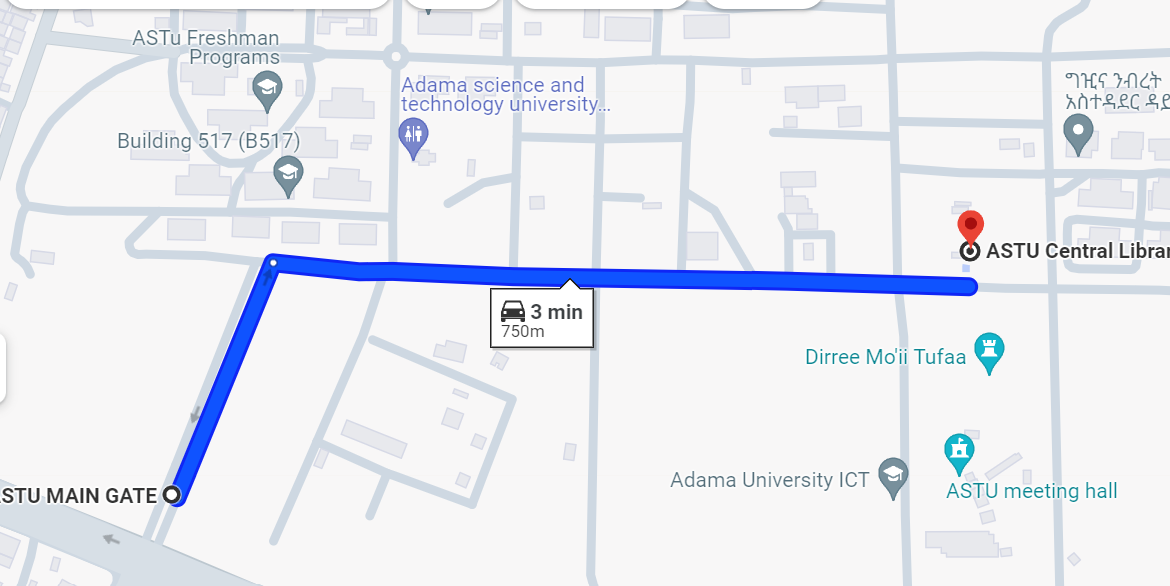 ASTu Freshman
Programs
Adama science and
technology university...
Building 517 (B517)
ግዢና ንብረት
አስተዳደር
ASTU Central
3 min
750m
Dirree Mo'ii Tufaa
Adama University ICT
ASTU MAIN GATE
ASTU meeting hall